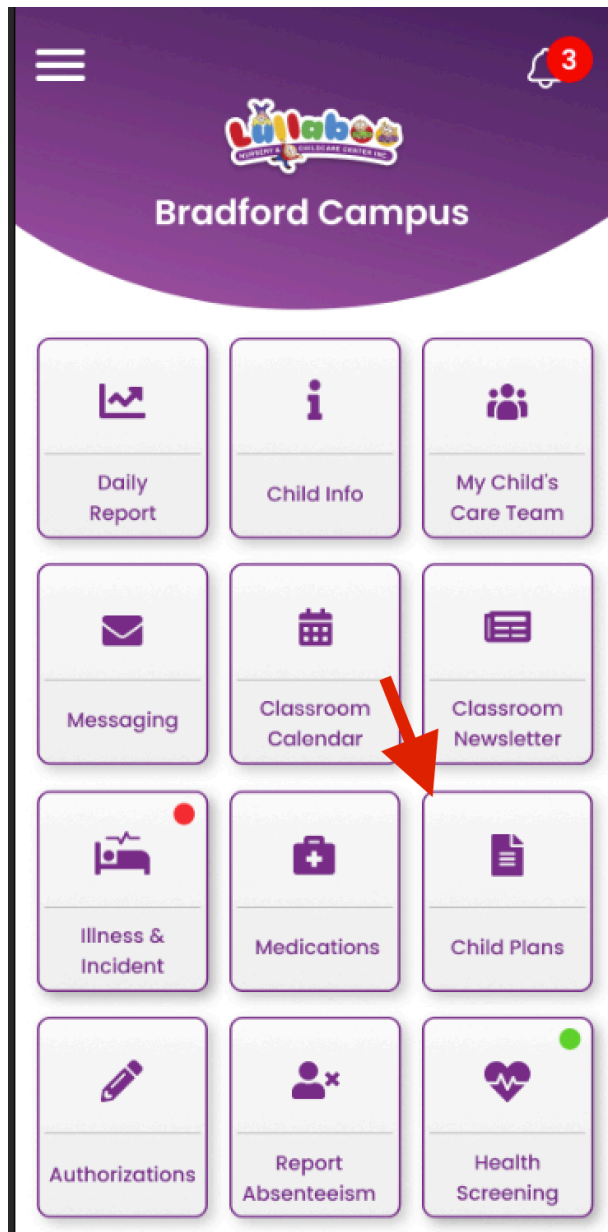 3
Lullaboo
NURSERY & CHILDCARE CENTER INC.
Bradford Campus
Daily
Report
Child Info
My Child's
Care Team
Messaging
Classroom
Calendar
Classroom
Newsletter
Illness &
Incident
Medications
Child Plans
Authorizations
Report
Absenteeism
Health
Screening